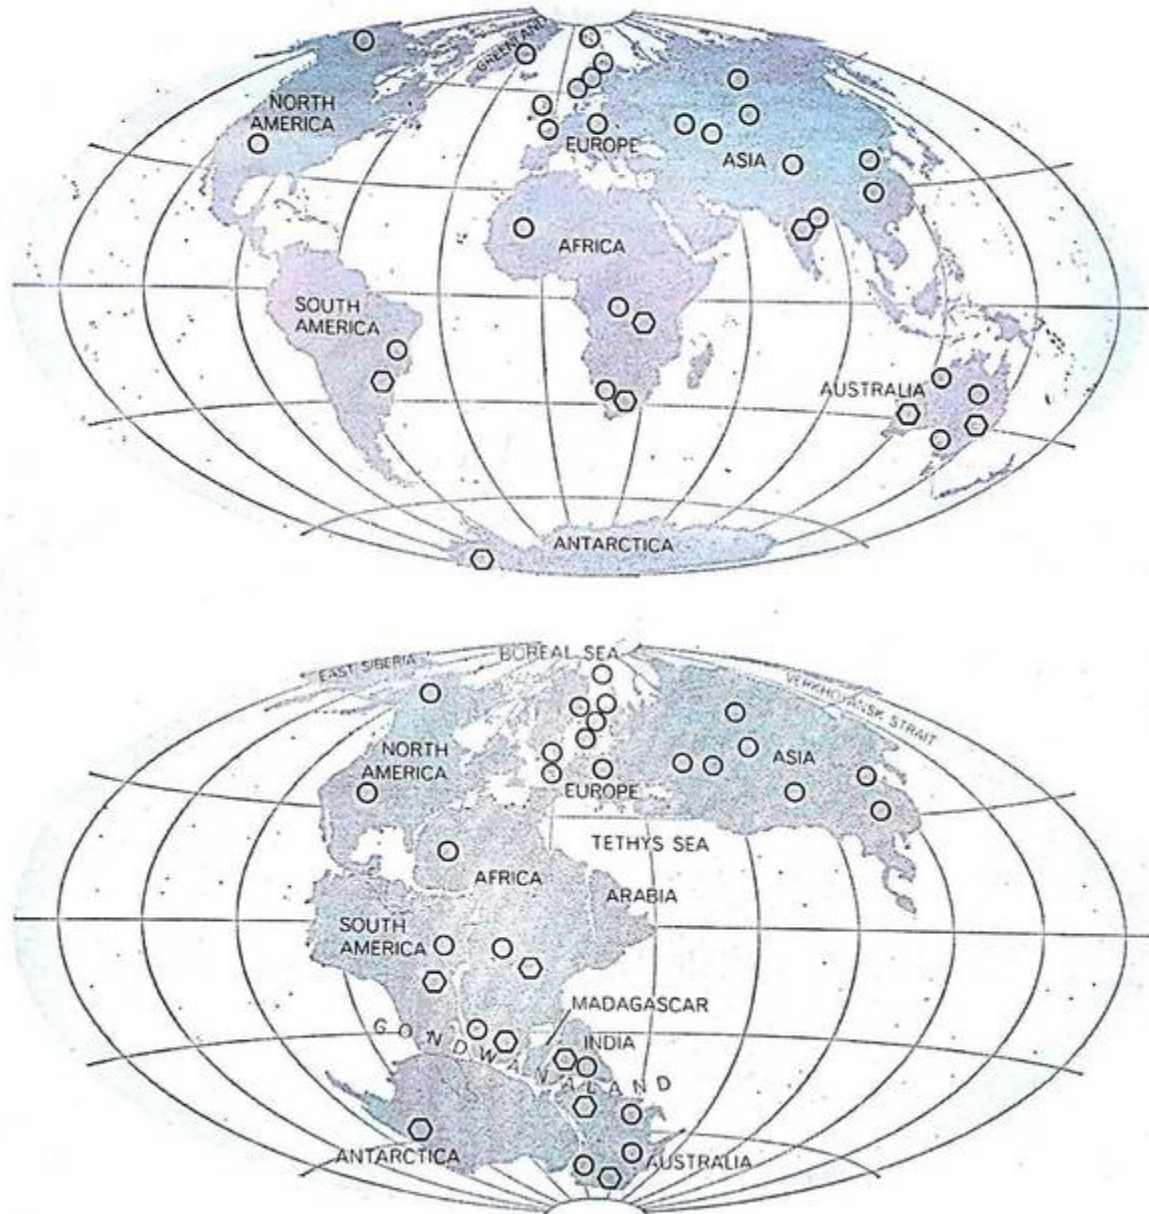 GREENLAND
NORTH
AMERICA
EUROPE
ASIA
AFRICA
SOUTH
AMERICA
AUSTRALIA
ANTARCTICA
BOREAL SEA
EAST SIBERIA
VERKHOYANSK STRAIT
NORTH
AMERICA
ASIA
EUROPE
TETHYS SEA
AFRICA
ARABIA
SOUTH
AMERICA
MADAGASCAR
GONDWANALAND
INDIA
ANTARCTICA
AUSTRALIA